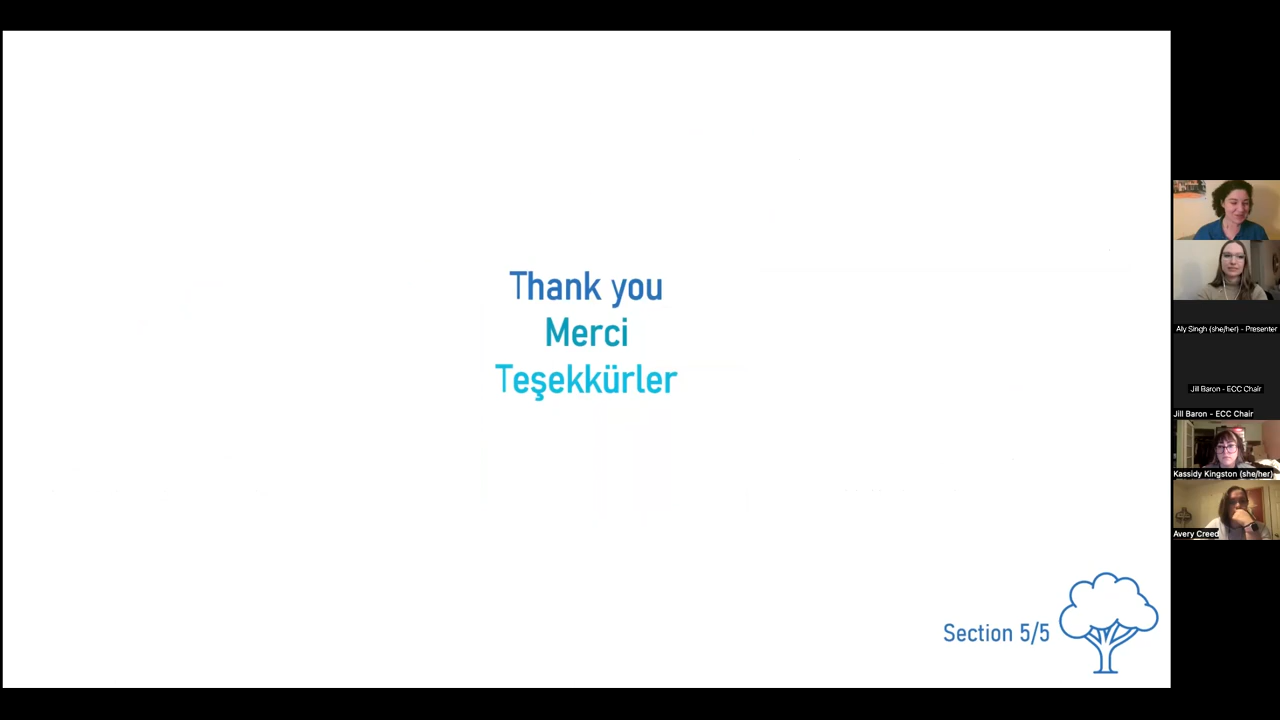 Thank you
Merci
Teşekkürler
Section 5/5
Aly Singh (she/her) - Presenter
Jill Baron - ECC Chair
Jill Baron - ECC Chair
Kassidy Kingston (she/her)
Avery Creed